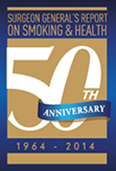 SURGEON GENERAL'S REPORT
ON SMOKING & HEALTH
50TH
ANNIVERSARY
1964 - 2014